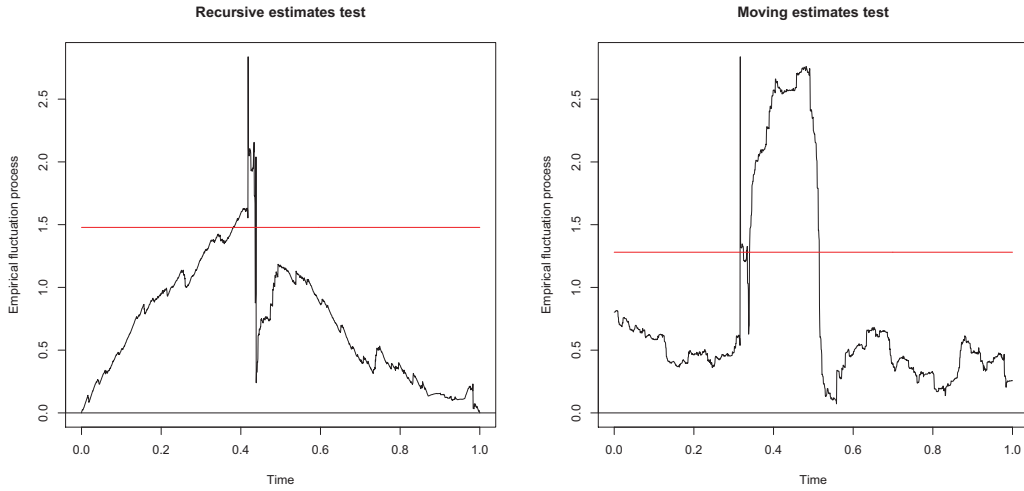 Recursive estimates test
Empirical fluctuation process
0.0 0.5 1.0 1.5 2.0 2.5
0.0 0.2 0.4 0.6 0.8 1.0
Time
Moving estimates test
Empirical fluctuation process
0.0 0.5 1.0 1.5 2.0 2.5
0.0 0.2 0.4 0.6 0.8 1.0
Time